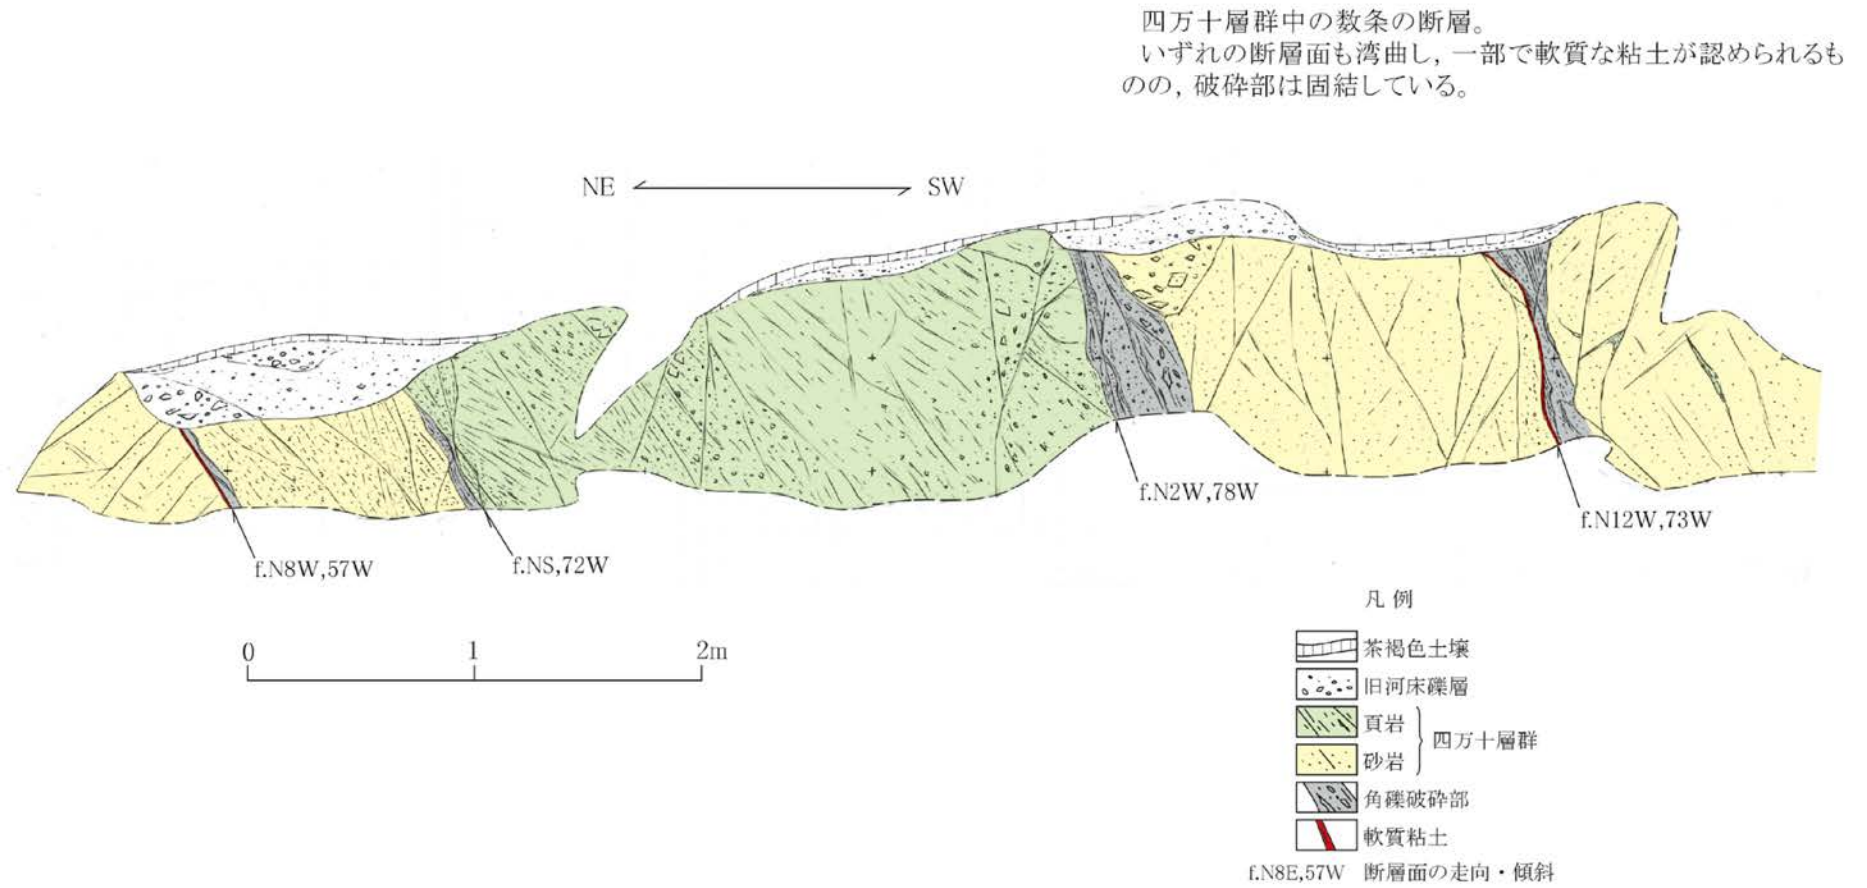 四万十層群中の数条の断層。
いずれの断層面も湾曲し，一部で軟質な粘土が認められるも
のの，破砕部は固結している。
NE SW
f.N2W,78W
f.N12W,73W
f.N8W,57W
f.NS,72W
0 1 2m
凡 例
茶褐色土壌
旧河床礫層
頁岩
四万十層群
砂岩
角礫破砕部
軟質粘土
f.N8E,57W 断層面の走向・傾斜